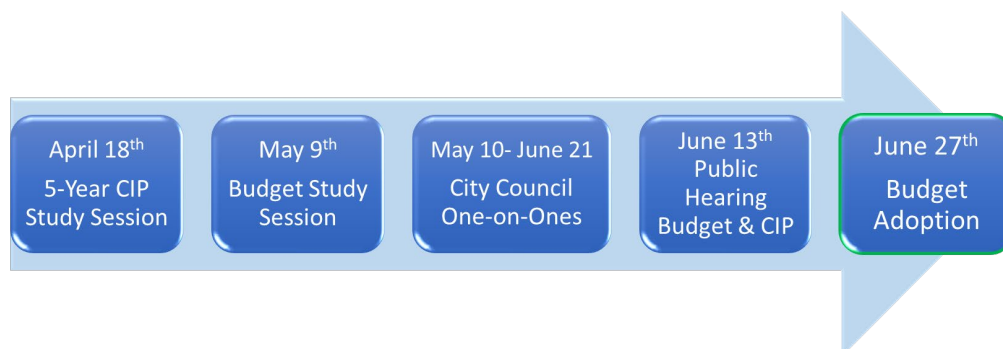 April 18th
5-Year CIP
Study Session
May 9th
Budget Study
Session
May 10- June 21
City Council
One-on-Ones
June 13th
Public
Hearing
Budget & CIP
June 27th
Budget
Adoption